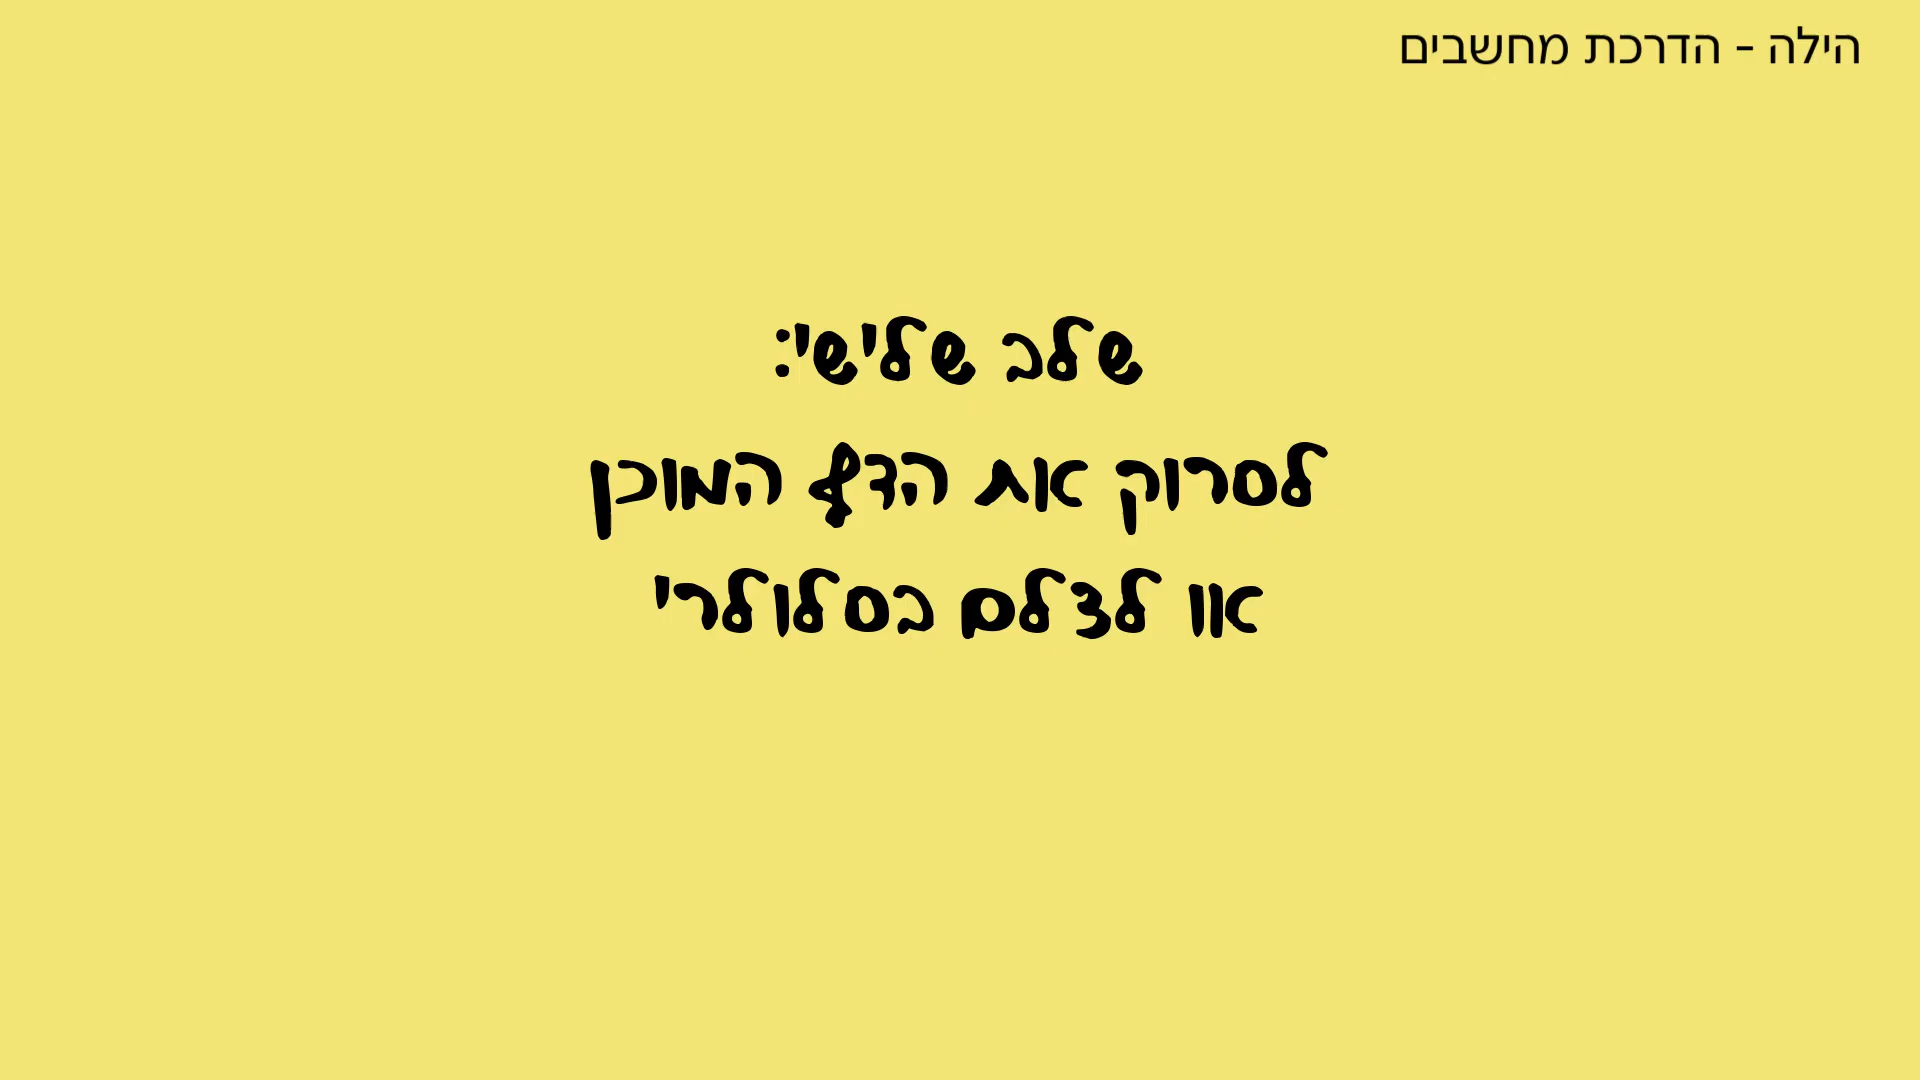 הילה - הדרכת מחשבים
שלב שלישי:
לסרוק את הדף המוכן
או לצלם בסלולרי